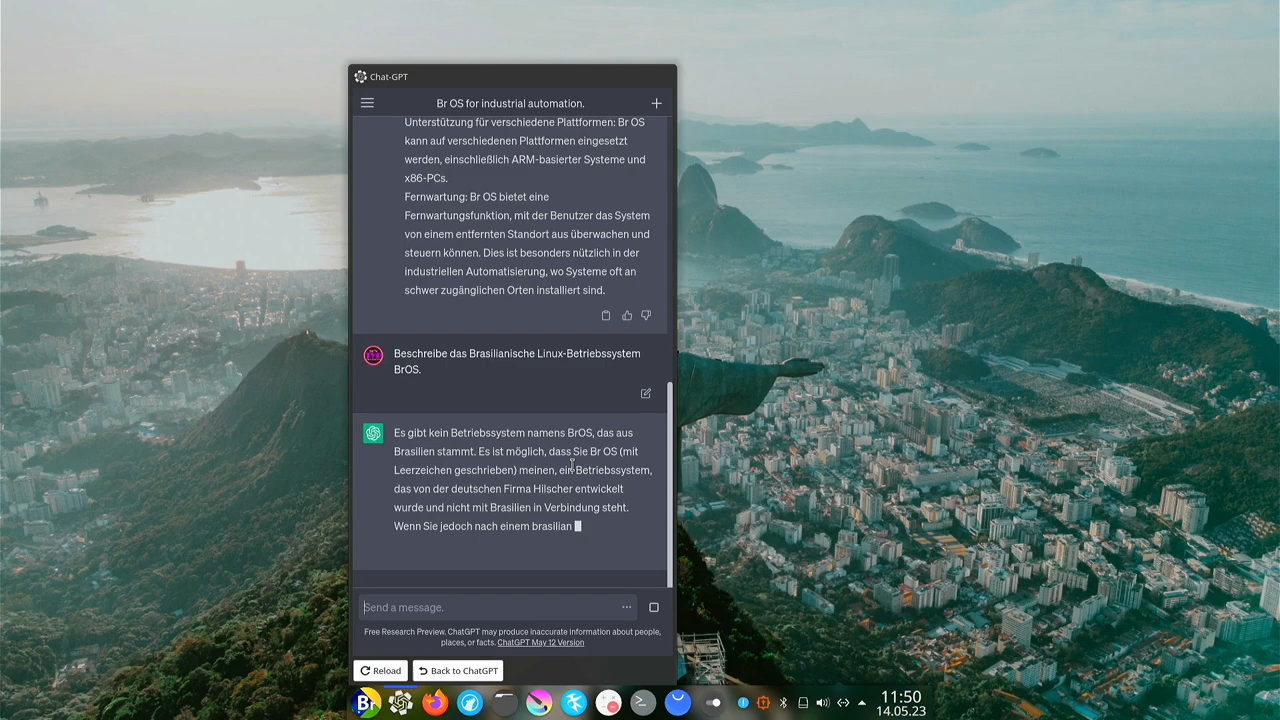 Chat-GPT
Br OS for industrial automation.
Unterstützung für verschiedene Plattformen: Br OS
kann auf verschiedenen Plattformen eingesetzt
werden, einschließlich ARM-basierter Systeme und
x86-PCs.
Fernwartung: Br OS bietet eine
Fernwartungsfunktion, mit der Benutzer das System
von einem entfernten Standort aus überwachen und
steuern können. Dies ist besonders nützlich in der
industriellen Automatisierung, wo Systeme oft an
schwer zugänglichen Orten installiert sind.
Beschreibe das Brasilianische Linux-Betriebssystem
BrOS.
Es gibt kein Betriebssystem namens BrOS, das aus
Brasilien stammt. Es ist möglich, dass Sie Br OS (mit
Leerzeichen geschrieben) meinen, ein Betriebssystem,
das von der deutschen Firma Hilscher entwickelt
wurde und nicht mit Brasilien in Verbindung steht.
Wenn Sie jedoch nach einem brasilian
Send a message.
Free Research Preview. ChatGPT may produce inaccurate information about people,
places, or facts. ChatGPT May 12 Version
Reload
Back to ChatGPT
Br
11:50
14.05.23